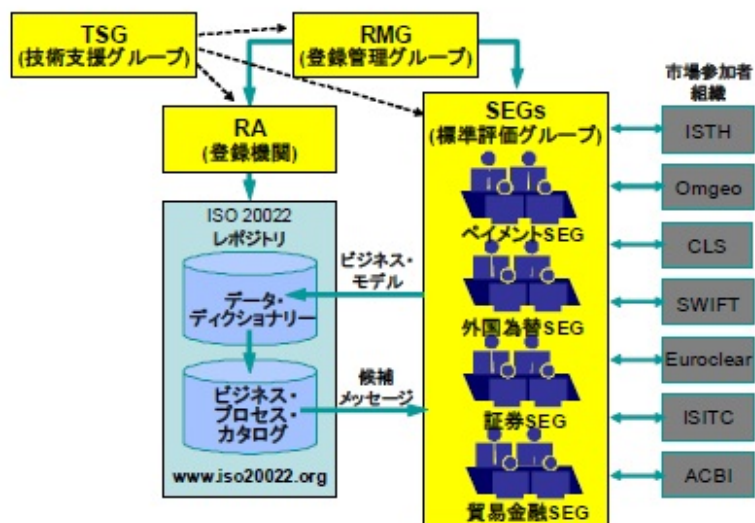 TSG
(技術支援グループ)
RMG
(登録管理グループ)
RA
(登録機関)
ISO 20022
レポジトリ
データ・
ディクショナリー
ビジネス・
プロセス・
カタログ
www.iso20022.org
ビジネス・
モデル
候補
メッセージ
SEGs
(標準評価グループ)
ペイメントSEG
外国為替SEG
証券SEG
貿易金融SEG
市場参加者
組織
ISTH
Omgeo
CLS
SWIFT
Euroclear
ISITC
ACBI